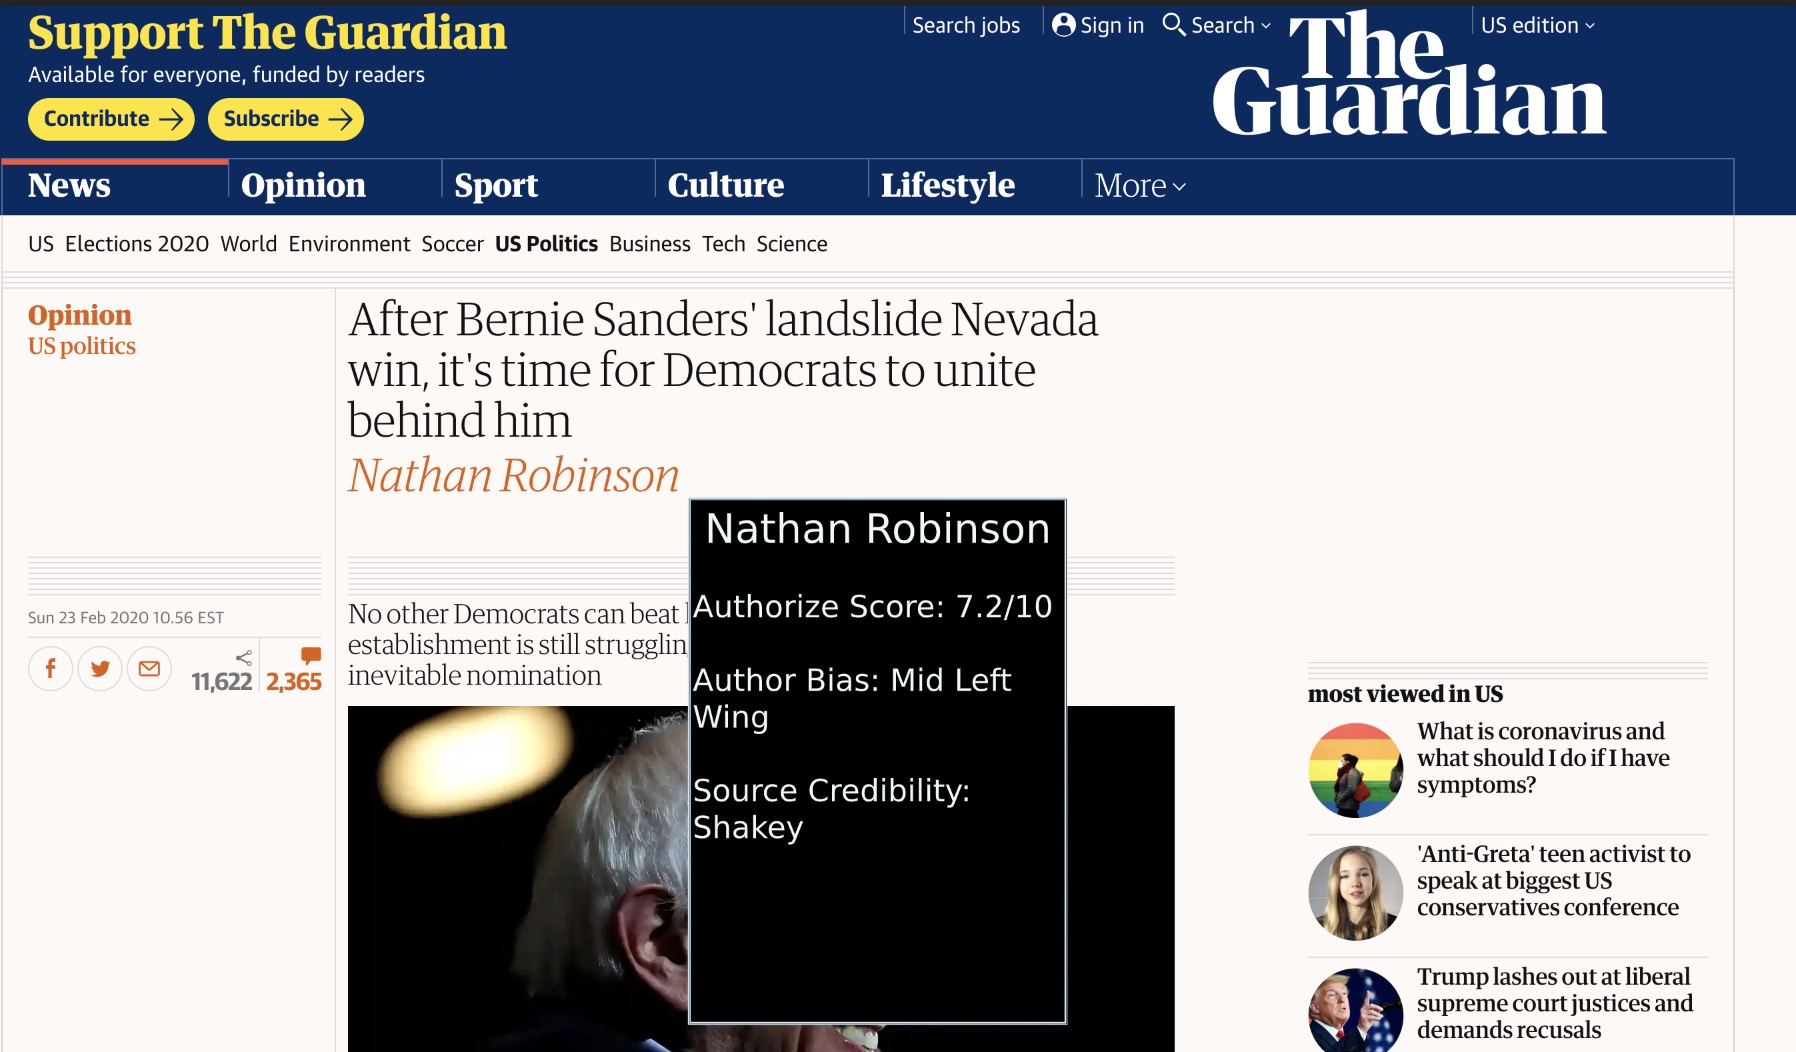 Support The Guardian
Available for everyone, funded by readers
Contribute
Subscribe
Search jobs
Sign in
Search
US edition
The
Guardian
News
Opinion
Sport
Culture
Lifestyle
More
US Elections 2020 World Environment Soccer US Politics Business Tech Science
Opinion
US politics
After Bernie Sanders' landslide Nevada
win, it's time for Democrats to unite
behind him
Nathan Robinson
Sun 23 Feb 2020 10.56 EST
11,622
2,365
No other Democrats can beat
establishment is still
inevitable nomination
Nathan Robinson
Authorize Score: 7.2/10
Author Bias: Mid Left
Wing
Source Credibility:
Shakey
most viewed in US
What is coronavirus and
what should I do if I have
symptoms?
'Anti-Greta' teen activist to
speak at biggest US
conservatives conference
Trump lashes out at liberal
supreme court justices and
demands recusals